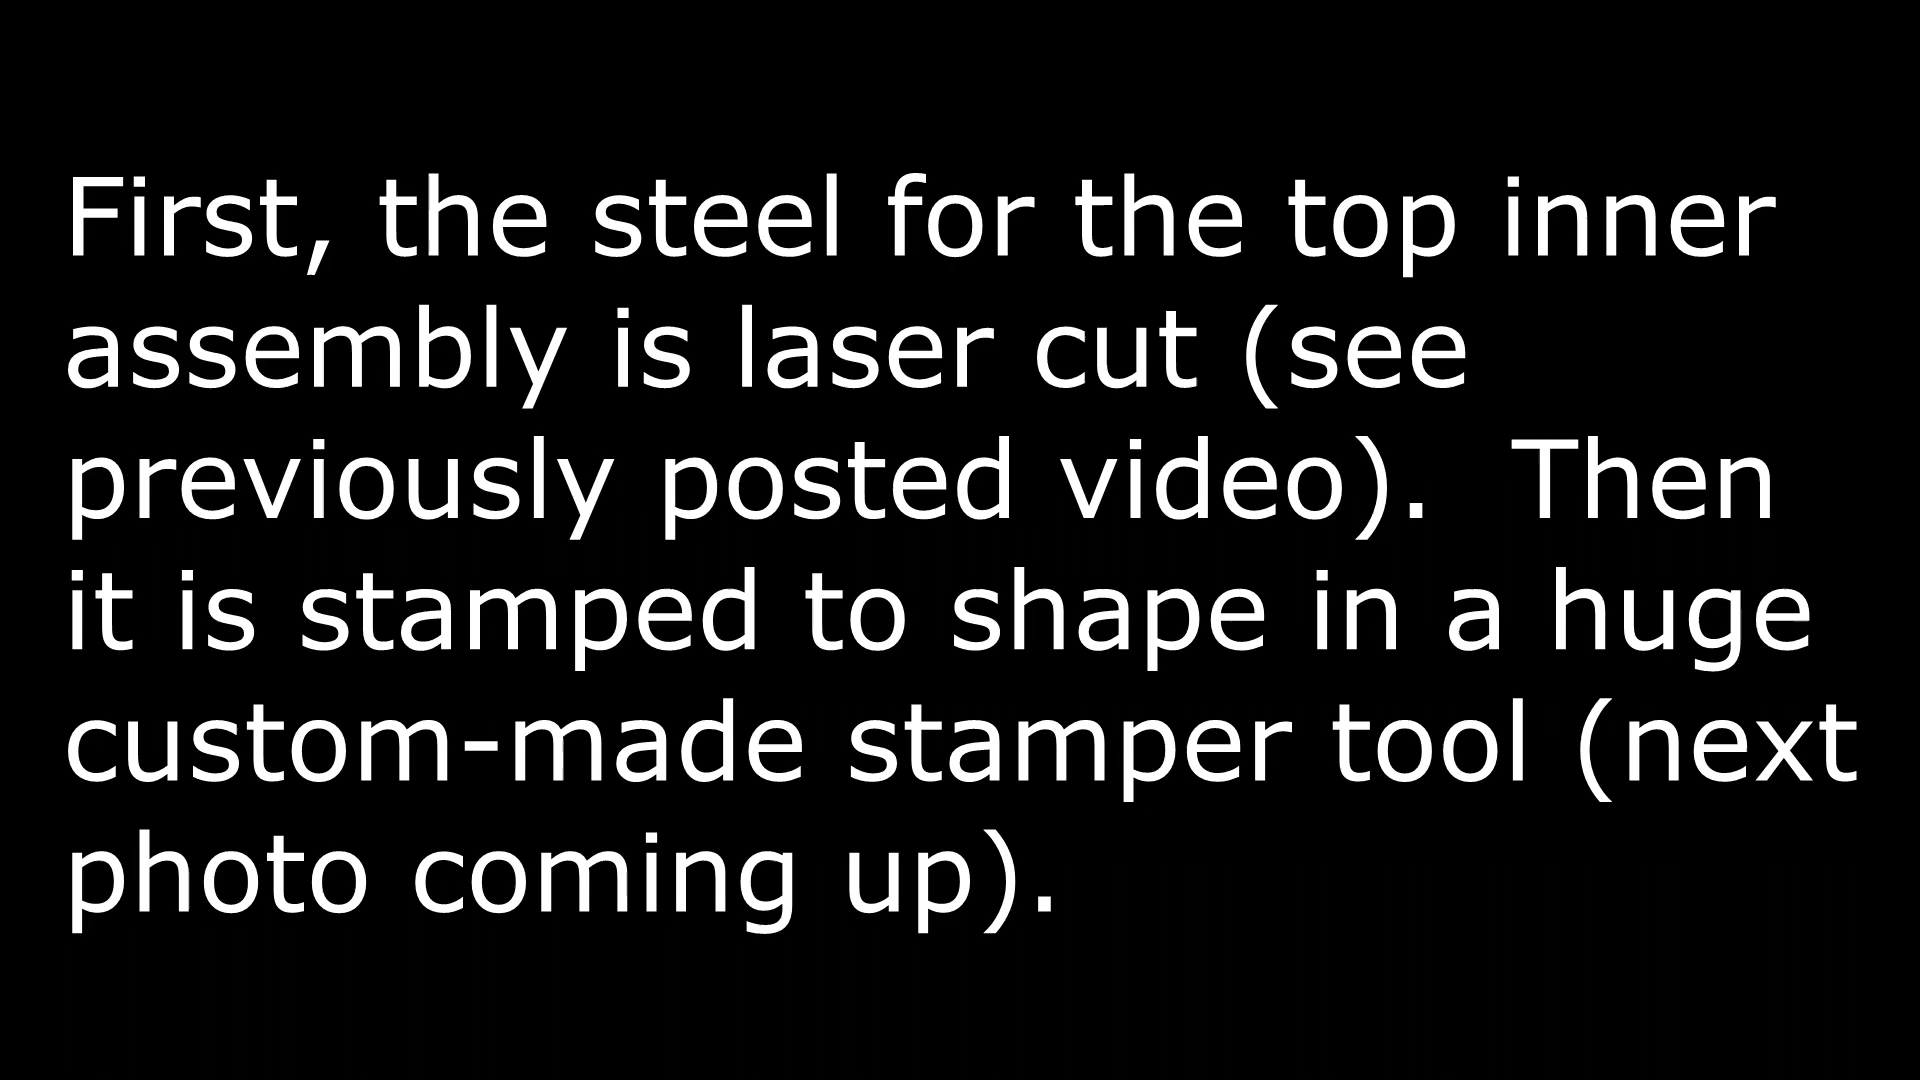 First, the steel for the top inner
assembly is laser cut (see
previously posted video).  Then
it is stamped to shape in a huge
custom-made stamper tool (next
photo coming up).